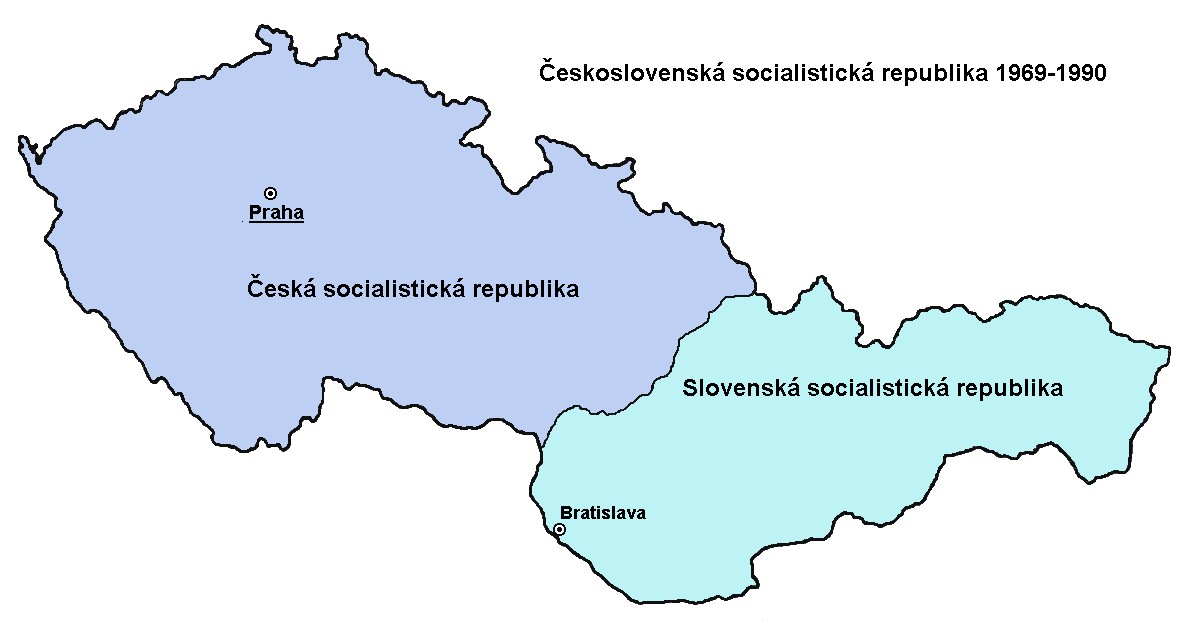 Československá socialistická republika 1969-1990
Praha
Česká socialistická republika
Slovenská socialistická republika
Bratislava